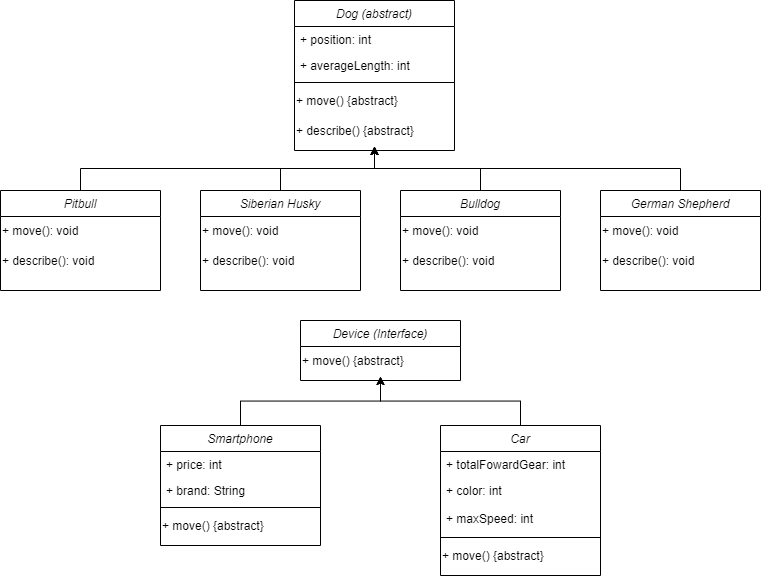 Dog (abstract)
+ position: int
+ averageLength: int
+ move() {abstract}
+ describe() {abstract}
Pitbull
+ move(): void
+ describe(): void
Siberian Husky
+ move(): void
+ describe(): void
Bulldog
+ move(): void
+ describe(): void
German Shepherd
+ move(): void
+ describe(): void
Device (Interface)
+ move() {abstract}
Smartphone
+ price: int
+ brand: String
+ move() {abstract}
Car
+ totalFowardGear: int
+ color: int
+ maxSpeed: int
+ move() {abstract}